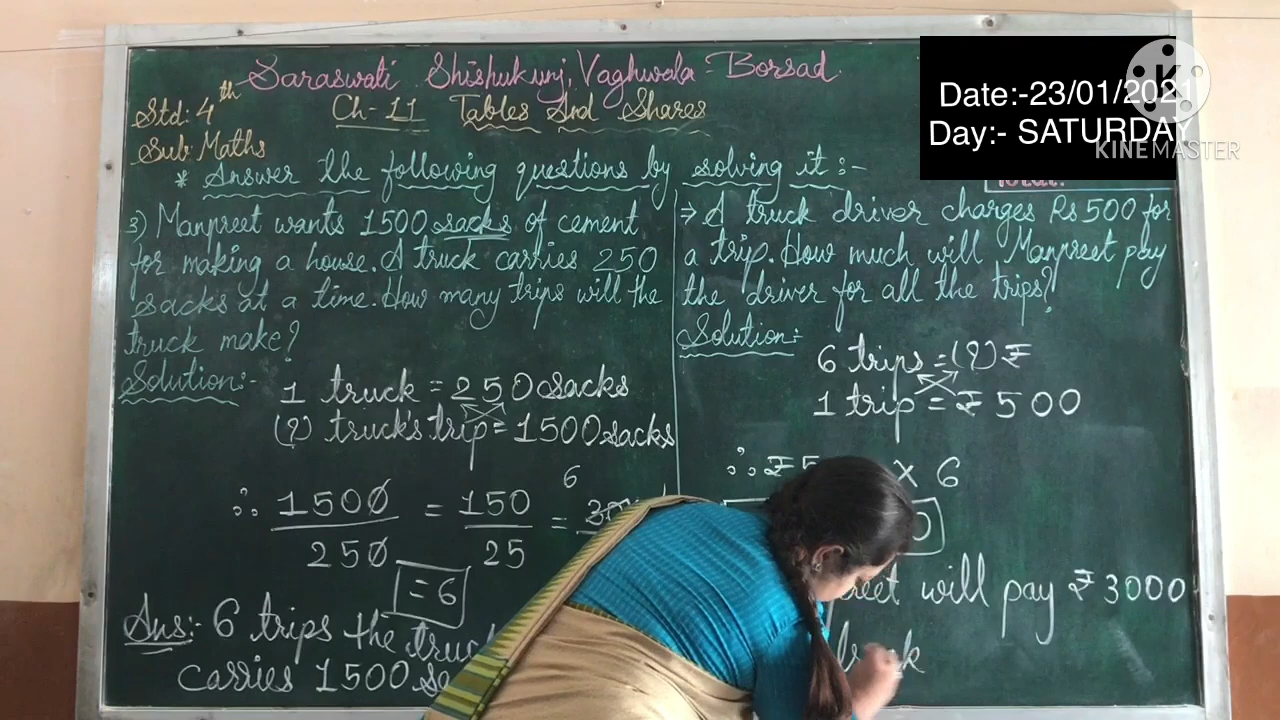 Saraswati Shishukunj, Vaghwala - Borsad.
Std: 4th
Ch - 11 Tables And Shares
Sub: Maths
Date:-23/01/2021
Day:- SATURDAY
KINEMASTER
Total:
* Answer the following questions by solving it :-
3) Manpreet wants 1500 sacks of cement
for making a house. A truck carries 250
sacks at a time. How many trips will the
truck make?
Solution:-
1 truck = 250 sacks
(?) truck's trip = 1500 sacks
∴ 1500/250 = 150/25 = 30
6
= 6
Ans:- 6 trips the truck
carries 1500
⇒ A truck driver charges Rs 500 for
a trip. How much will Manpreet pay
the driver for all the trips?
Solution:-
6 trips = (?) ₹
1 trip = ₹ 500
∴ ₹ 5 × 6
0
will pay ₹ 3000